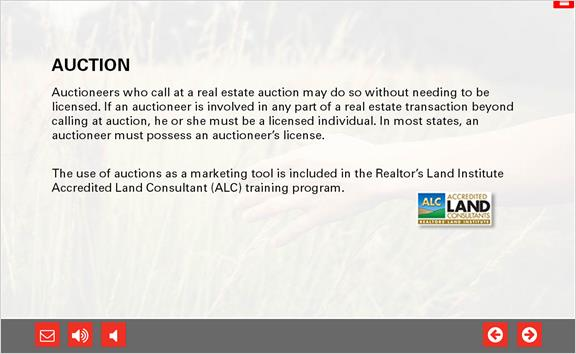 AUCTION
Auctioneers who call at a real estate auction may do so without needing to be
licensed. If an auctioneer is involved in any part of a real estate transaction beyond
calling at auction, he or she must be a licensed individual. In most states, an
auctioneer must possess an auctioneer's license.
The use of auctions as a marketing tool is included in the Realtor's Land Institute
Accredited Land Consultant (ALC) training program.
ALC
ACCREDITED
LAND
CONSULTANTS
REALTORS LAND INSTITUTE